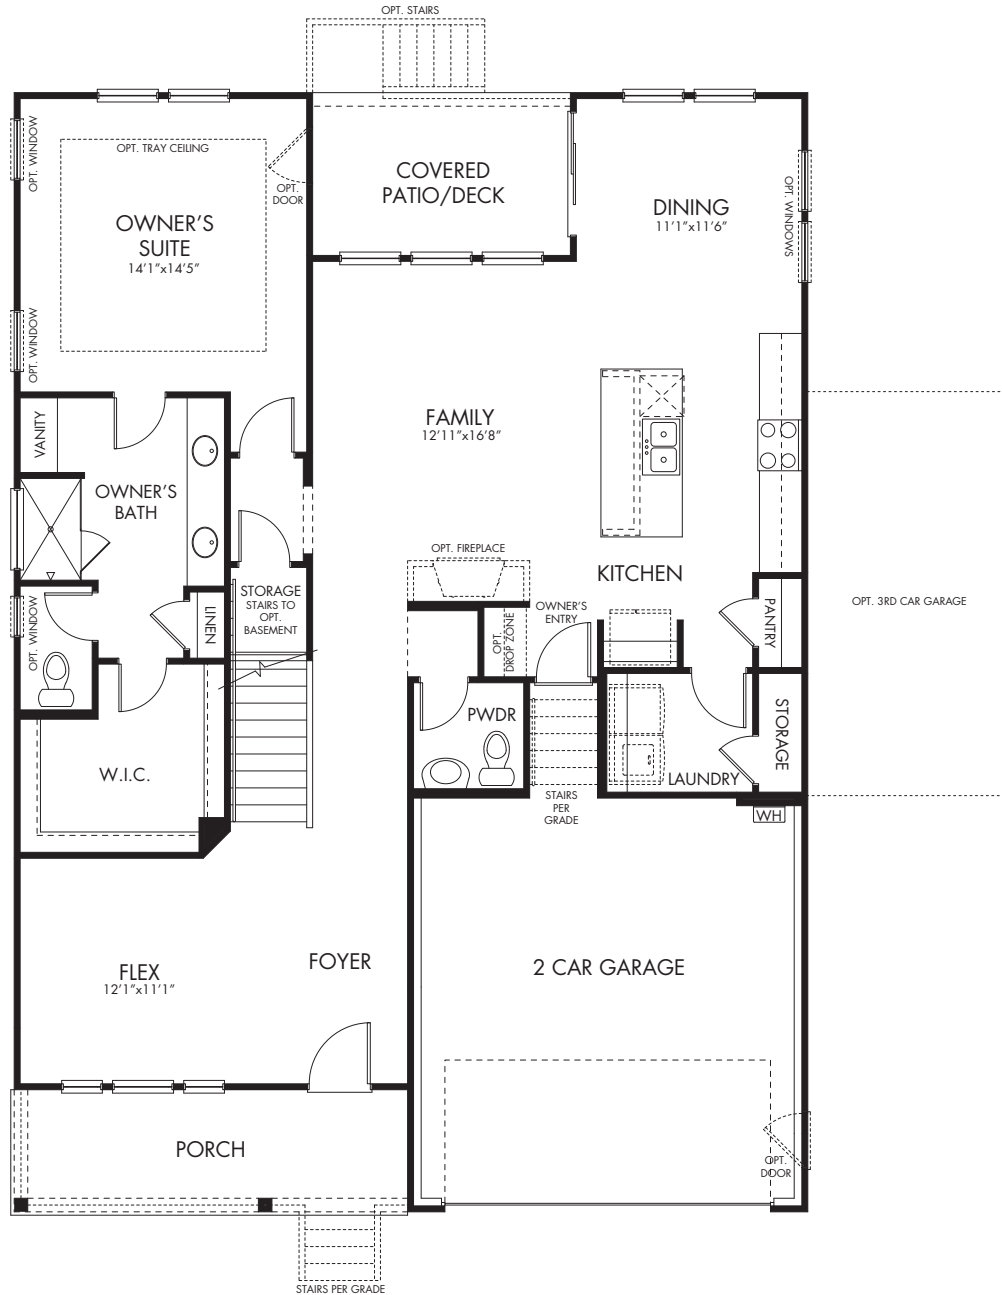 OPT. STAIRS
OPT. WINDOW
OPT. TRAY CEILING
OPT.
DOOR
COVERED
PATIO/DECK
OWNER'S
SUITE
14'1"x14'5"
DINING
11'1"x11'6"
OPT. WINDOWS
OPT. WINDOW
VANITY
FAMILY
12'11"x16'8"
OWNER'S
BATH
OPT. FIREPLACE
KITCHEN
STORAGE
STAIRS TO
OPT.
BASEMENT
OPT. WINDOW
LINEN
OPT.
DROP ZONE
OWNER'S
ENTRY
PANTRY
OPT. 3RD CAR GARAGE
PWDR
STORAGE
W.I.C.
LAUNDRY
STAIRS
PER
GRADE
WH
FLEX
12'1"x11'1"
FOYER
2 CAR GARAGE
PORCH
OPT.
DOOR
STAIRS PER GRADE